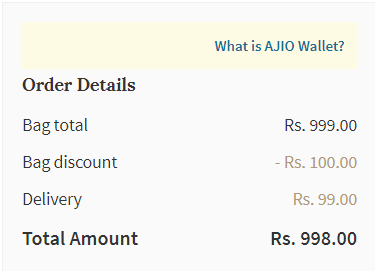 What is AJIO Wallet?
Order Details
Bag total Rs. 999.00
Bag discount - Rs. 100.00
Delivery Rs. 99.00
Total Amount Rs. 998.00